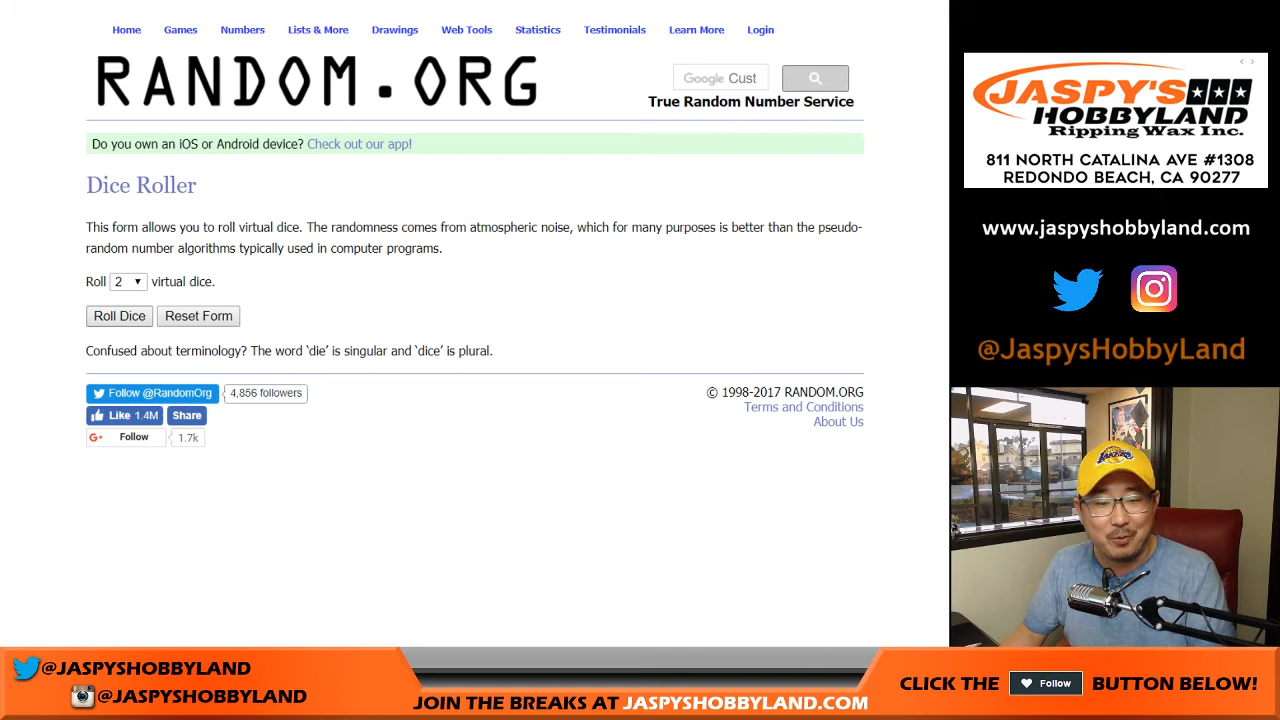 Home Games Numbers Lists & More Drawings Web Tools Statistics Testimonials Learn More Login
RANDOM.ORG
Google Cust
True Random Number Service
Do you own an iOS or Android device? Check out our app!
Dice Roller
This form allows you to roll virtual dice. The randomness comes from atmospheric noise, which for many purposes is better than the pseudo-
random number algorithms typically used in computer programs.
Roll 2 virtual dice.
Roll Dice Reset Form
Confused about terminology? The word ‘die’ is singular and ‘dice’ is plural.
Follow @RandomOrg 4,856 followers
Like 1.4M Share
G+ Follow 1.7k
© 1998-2017 RANDOM.ORG
Terms and Conditions
About Us
JASPY'S
HOBBYLAND
Ripping Wax Inc.
811 NORTH CATALINA AVE #1308
REDONDO BEACH, CA 90277
www.jaspyshobbyland.com
@JaspysHobbyLand
LAKERS
@JASPYSHOBBYLAND
@JASPYSHOBBYLAND
JOIN THE BREAKS AT JASPYSHOBBYLAND.COM
CLICK THE Follow BUTTON BELOW!